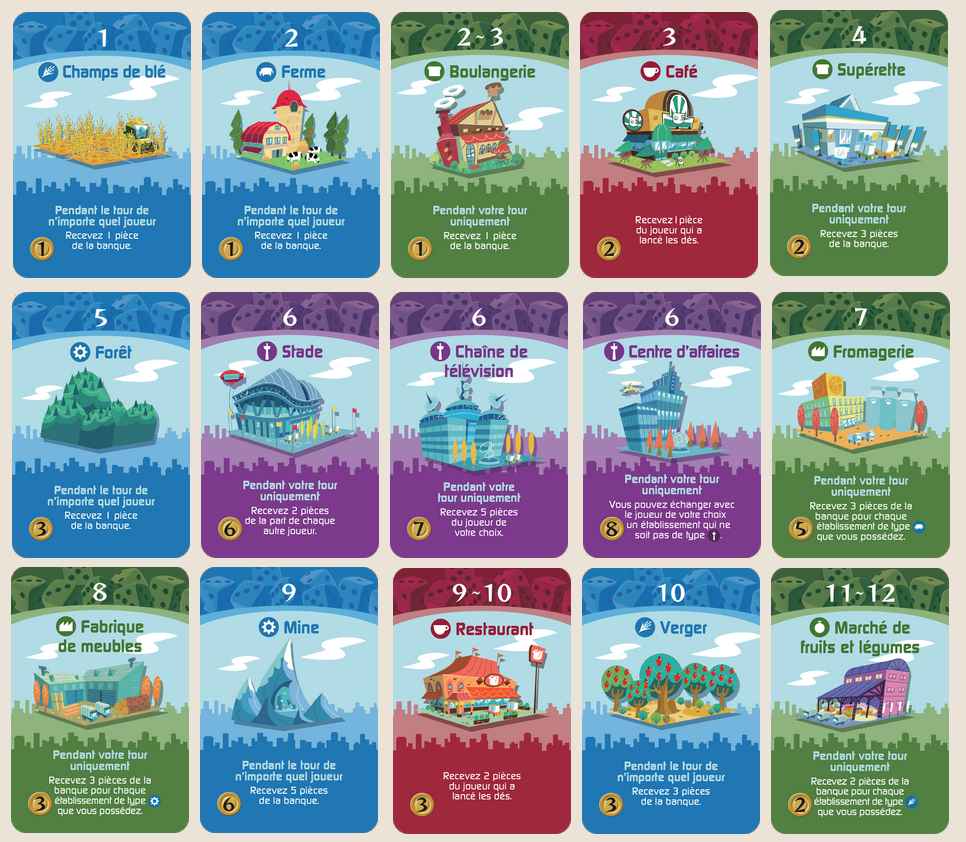 1
Champs de blé
Pendant le tour de
n'importe quel joueur
Recevez 1 pièce
de la banque.
1
2
Ferme
Pendant le tour de
n'importe quel joueur
Recevez 1 pièce
de la banque.
1
2~3
Boulangerie
Pendant votre tour
uniquement
Recevez 1 pièce
de la banque.
1
3
Café
Recevez 1 pièce
du joueur qui a
lancé les dés.
2
4
Supérette
Pendant votre tour
uniquement
Recevez 3 pièces
de la banque.
2
5
Forêt
Pendant le tour de
n'importe quel joueur
Recevez 1 pièce
de la banque.
3
6
Stade
Pendant votre tour
uniquement
Recevez 2 pièces
de la part de chaque
autre joueur.
6
6
Chaîne de
télévision
Pendant votre
tour uniquement
Recevez 5 pièces
du joueur de
votre choix.
7
6
Centre d'affaires
Pendant votre tour
uniquement
Vous pouvez échanger avec
le joueur de votre choix
un établissement qui ne
soit pas de type .
8
7
Fromagerie
Pendant votre tour
uniquement
Recevez 3 pièces de la
banque pour chaque
établissement de type
que vous possédez.
5
8
Fabrique
de meubles
Pendant votre tour
uniquement
Recevez 3 pièces de la
banque pour chaque
établissement de type
que vous possédez.
3
9
Mine
Pendant le tour de
n'importe quel joueur
Recevez 5 pièces
de la banque.
6
9~10
Restaurant
Recevez 2 pièces
du joueur qui a
lancé les dés.
3
10
Verger
Pendant le tour de
n'importe quel joueur
Recevez 3 pièces
de la banque.
3
11~12
Marché de
fruits et légumes
Pendant votre tour
uniquement
Recevez 2 pièces de la
banque pour chaque
établissement de type
que vous possédez.
2